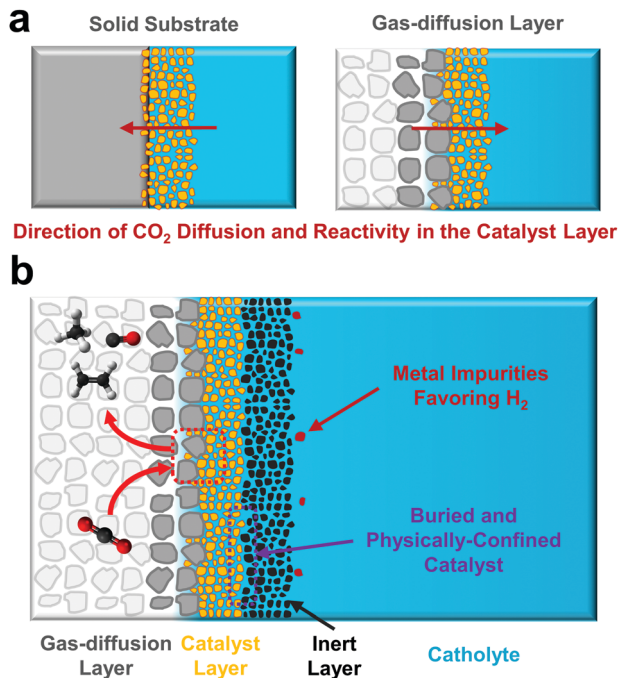 a
Solid Substrate
Gas-diffusion Layer
Direction of CO₂ Diffusion and Reactivity in the Catalyst Layer
b
Metal Impurities
Favoring H₂
Buried and
Physically-Confined
Catalyst
Gas-diffusion
Layer
Catalyst
Layer
Inert
Layer
Catholyte